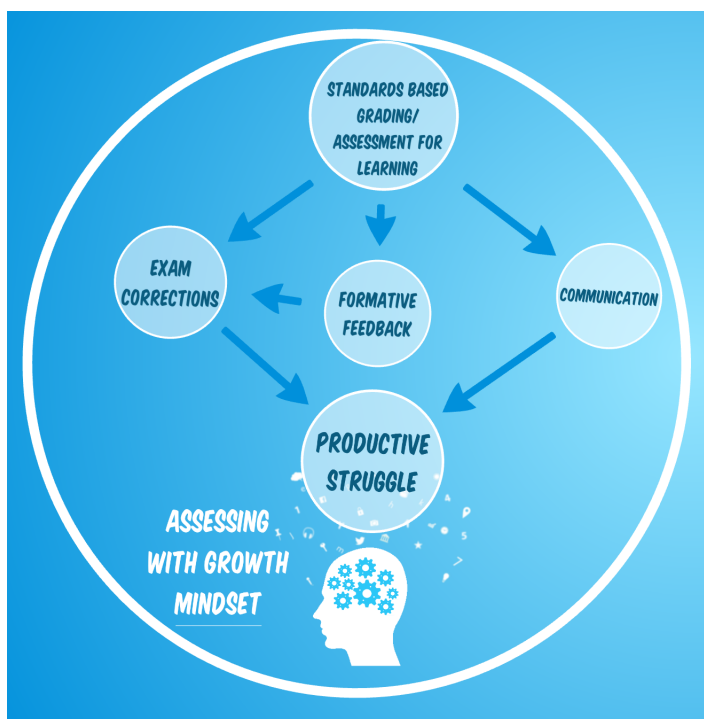 STANDARDS BASED
GRADING/
ASSESSMENT FOR
LEARNING
EXAM
CORRECTIONS
FORMATIVE
FEEDBACK
COMMUNICATION
PRODUCTIVE
STRUGGLE
ASSESSING
WITH GROWTH
MINDSET